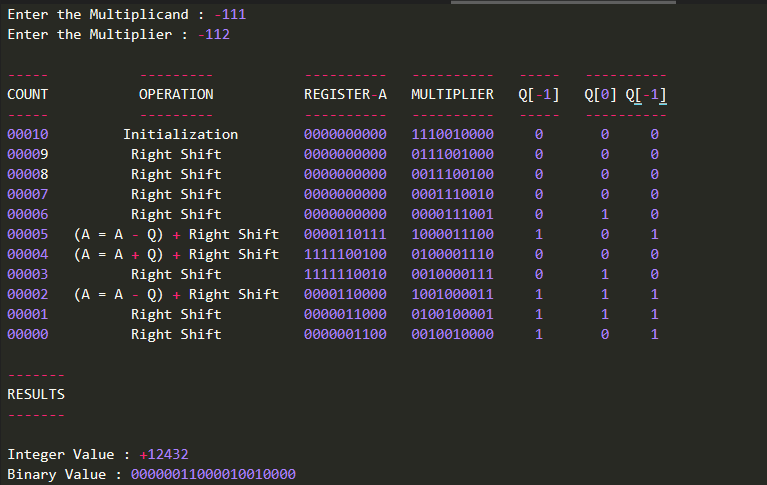 Enter the Multiplicand : -111
Enter the Multiplier : -112
----- --------- ---------- ---------- ----- ----------
COUNT OPERATION REGISTER-A MULTIPLIER Q[-1] Q[0] Q[-1]
----- --------- ---------- ---------- ----- ----------
00010 Initialization 0000000000 1110010000 0 0 0
00009 Right Shift 0000000000 0111001000 0 0 0
00008 Right Shift 0000000000 0011100100 0 0 0
00007 Right Shift 0000000000 0001110010 0 0 0
00006 Right Shift 0000000000 0000111001 0 1 0
00005 (A = A - Q) + Right Shift 0000110111 1000011100 1 0 1
00004 (A = A + Q) + Right Shift 1111100100 0100001110 0 0 0
00003 Right Shift 1111110010 0010000111 0 1 0
00002 (A = A - Q) + Right Shift 0000110000 1001000011 1 1 1
00001 Right Shift 0000011000 0100100001 1 1 1
00000 Right Shift 0000001100 0010010000 1 0 1
-------
RESULTS
-------
Integer Value : +12432
Binary Value : 00000011000010010000